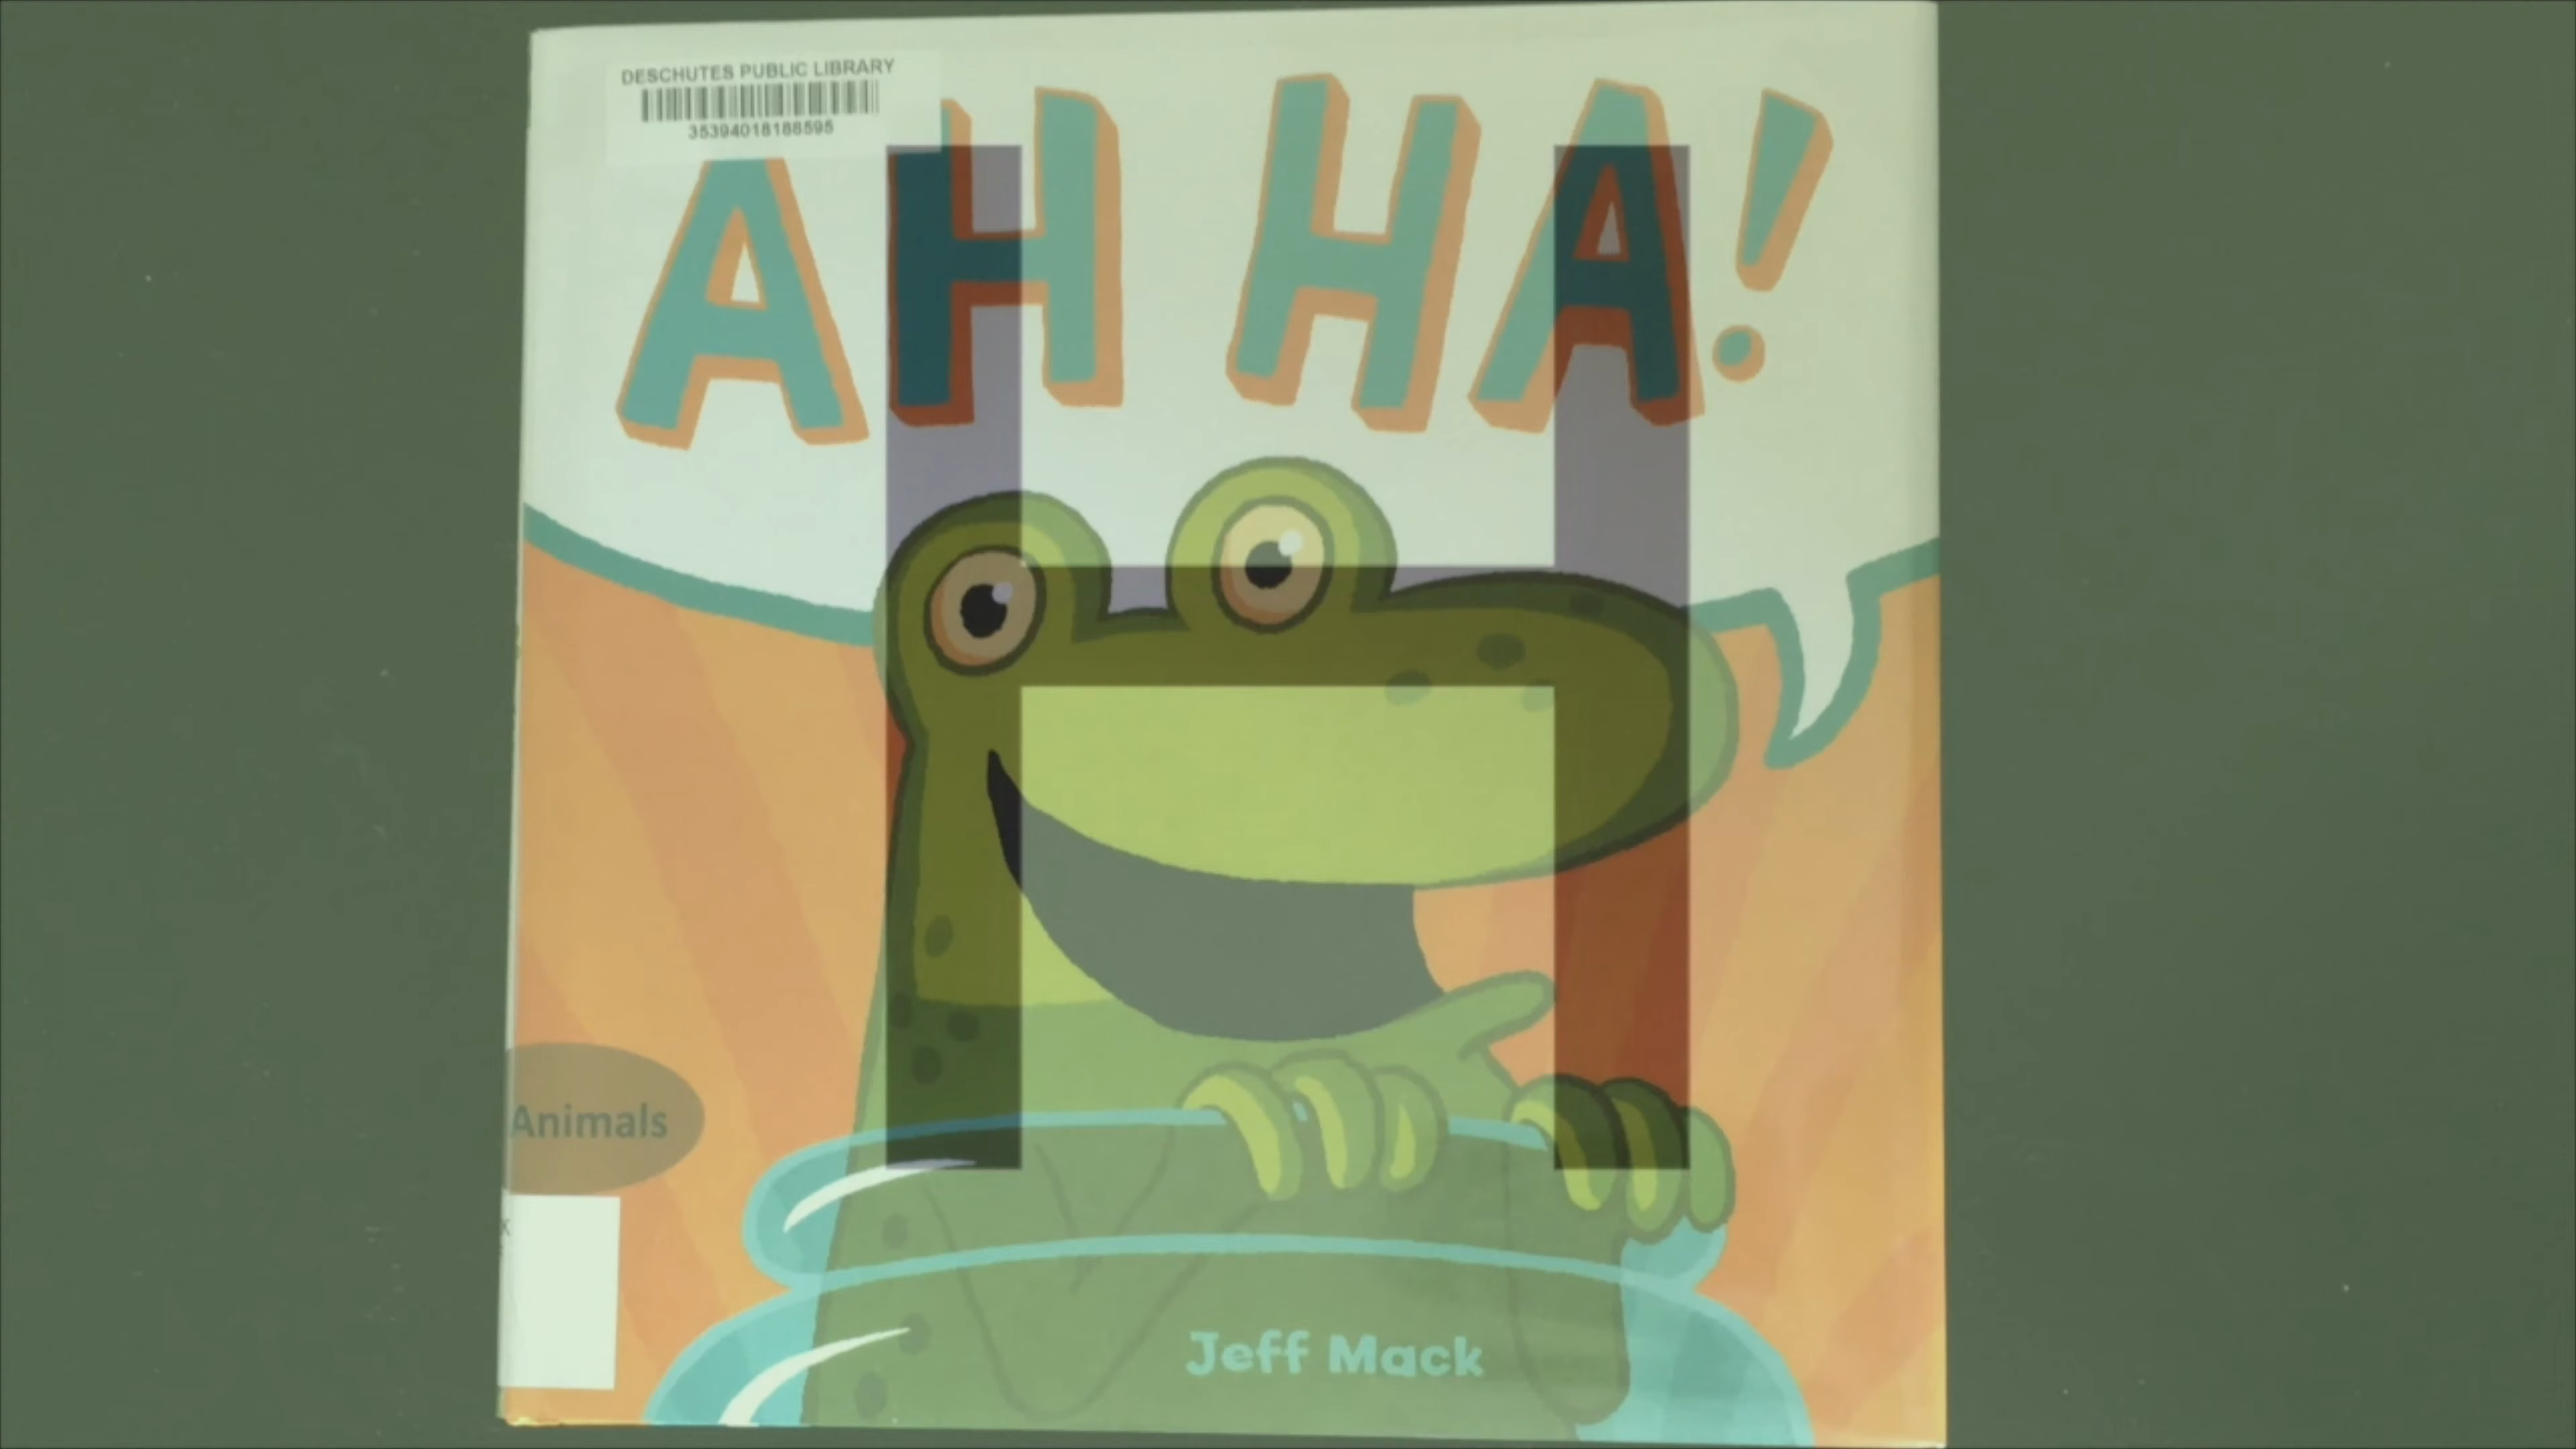 DESCHUTES PUBLIC LIBRARY
35394018188595
AH HA!
H
Animals
Jeff Mack